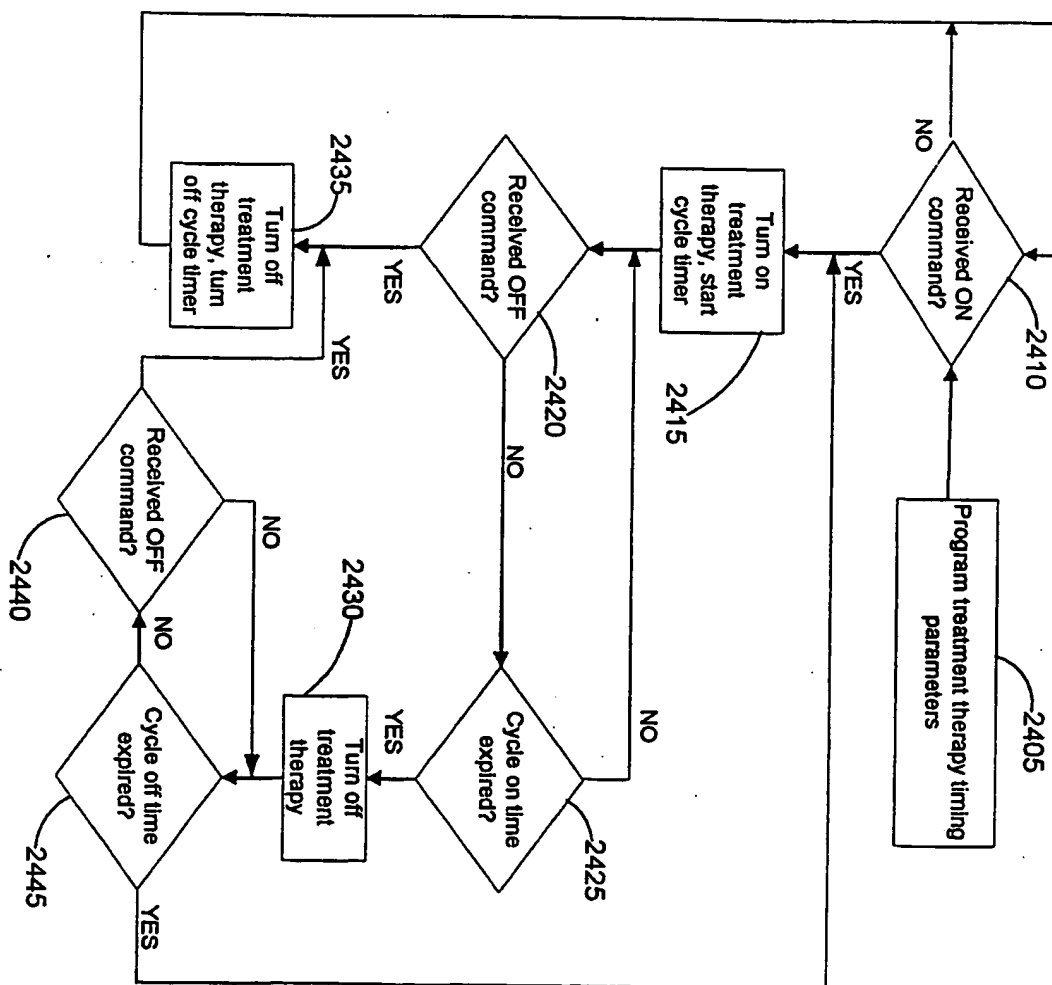 Program treatment therapy timing
parameters
2405
Received ON
command?
2410
NO
YES
Turn on
treatment
therapy, start
cycle timer
2415
Received OFF
command?
2420
NO
YES
Cycle on time
expired?
2425
NO
YES
Turn off
treatment
therapy
2430
Turn off
treatment
therapy, turn
off cycle timer
2435
YES
Received OFF
command?
2440
NO
NO
Cycle off time
expired?
2445
YES